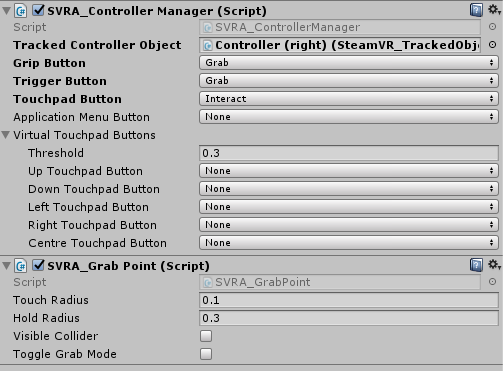 SVRA_Controller Manager (Script)
Script SVRA_ControllerManager
Tracked Controller Object Controller (right) (SteamVR_TrackedObj
Grip Button Grab
Trigger Button Grab
Touchpad Button Interact
Application Menu Button None
Virtual Touchpad Buttons
Threshold 0.3
Up Touchpad Button None
Down Touchpad Button None
Left Touchpad Button None
Right Touchpad Button None
Centre Touchpad Button None
SVRA_Grab Point (Script)
Script SVRA_GrabPoint
Touch Radius 0.1
Hold Radius 0.3
Visible Collider
Toggle Grab Mode